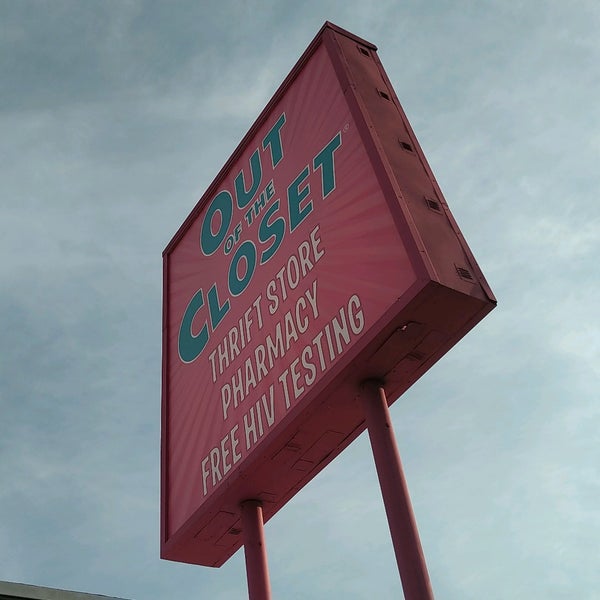 OUT
OF THE
CLOSET®
THRIFT STORE
PHARMACY
FREE HIV TESTING